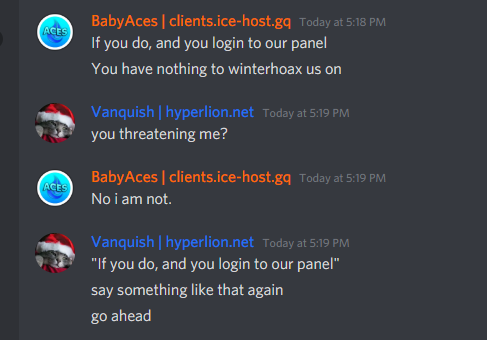 BabyAces | clients.ice-host.gq Today at 5:18 PM
If you do, and you login to our panel
You have nothing to winterhoax us on
Vanquish | hyperlion.net Today at 5:19 PM
you threatening me?
ACES
BabyAces | clients.ice-host.gq Today at 5:19 PM
No i am not.
ACES
Vanquish | hyperlion.net Today at 5:19 PM
"If you do, and you login to our panel"
say something like that again
go ahead